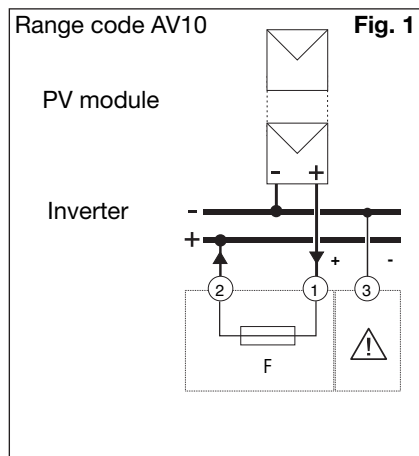 Range code AV10 Fig. 1
PV module
- +
Inverter -
+
+ -
2 1 3
F